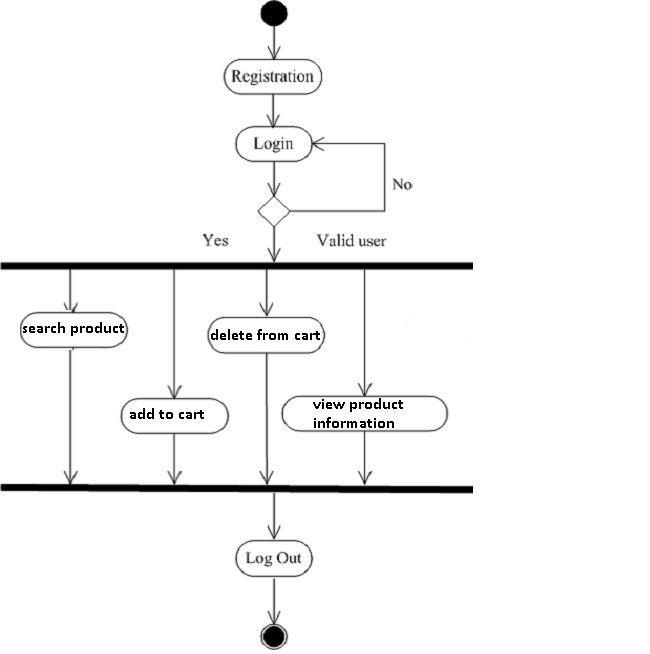 Registration
Login
No
Yes
Valid user
search product
delete from cart
add to cart
view product
information
Log Out